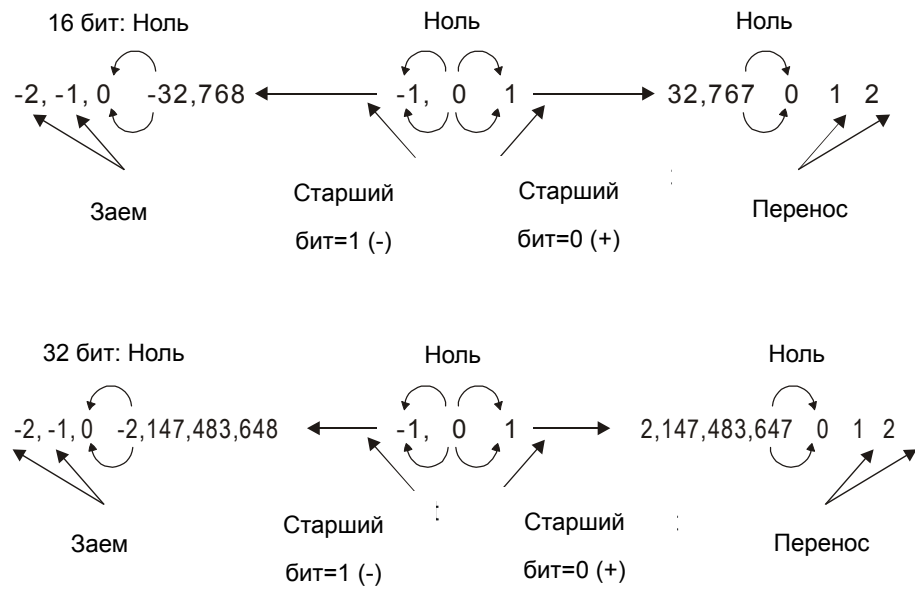 16 бит: Ноль Ноль Ноль
-2, -1, 0 -32,768 -1, 0 1 32,767 0 1 2
Заем Старший Старший Перенос
бит=1 (-) бит=0 (+)
32 бит: Ноль Ноль Ноль
-2, -1, 0 -2,147,483,648 -1, 0 1 2,147,483,647 0 1 2
Заем Старший Старший Перенос
бит=1 (-) бит=0 (+)